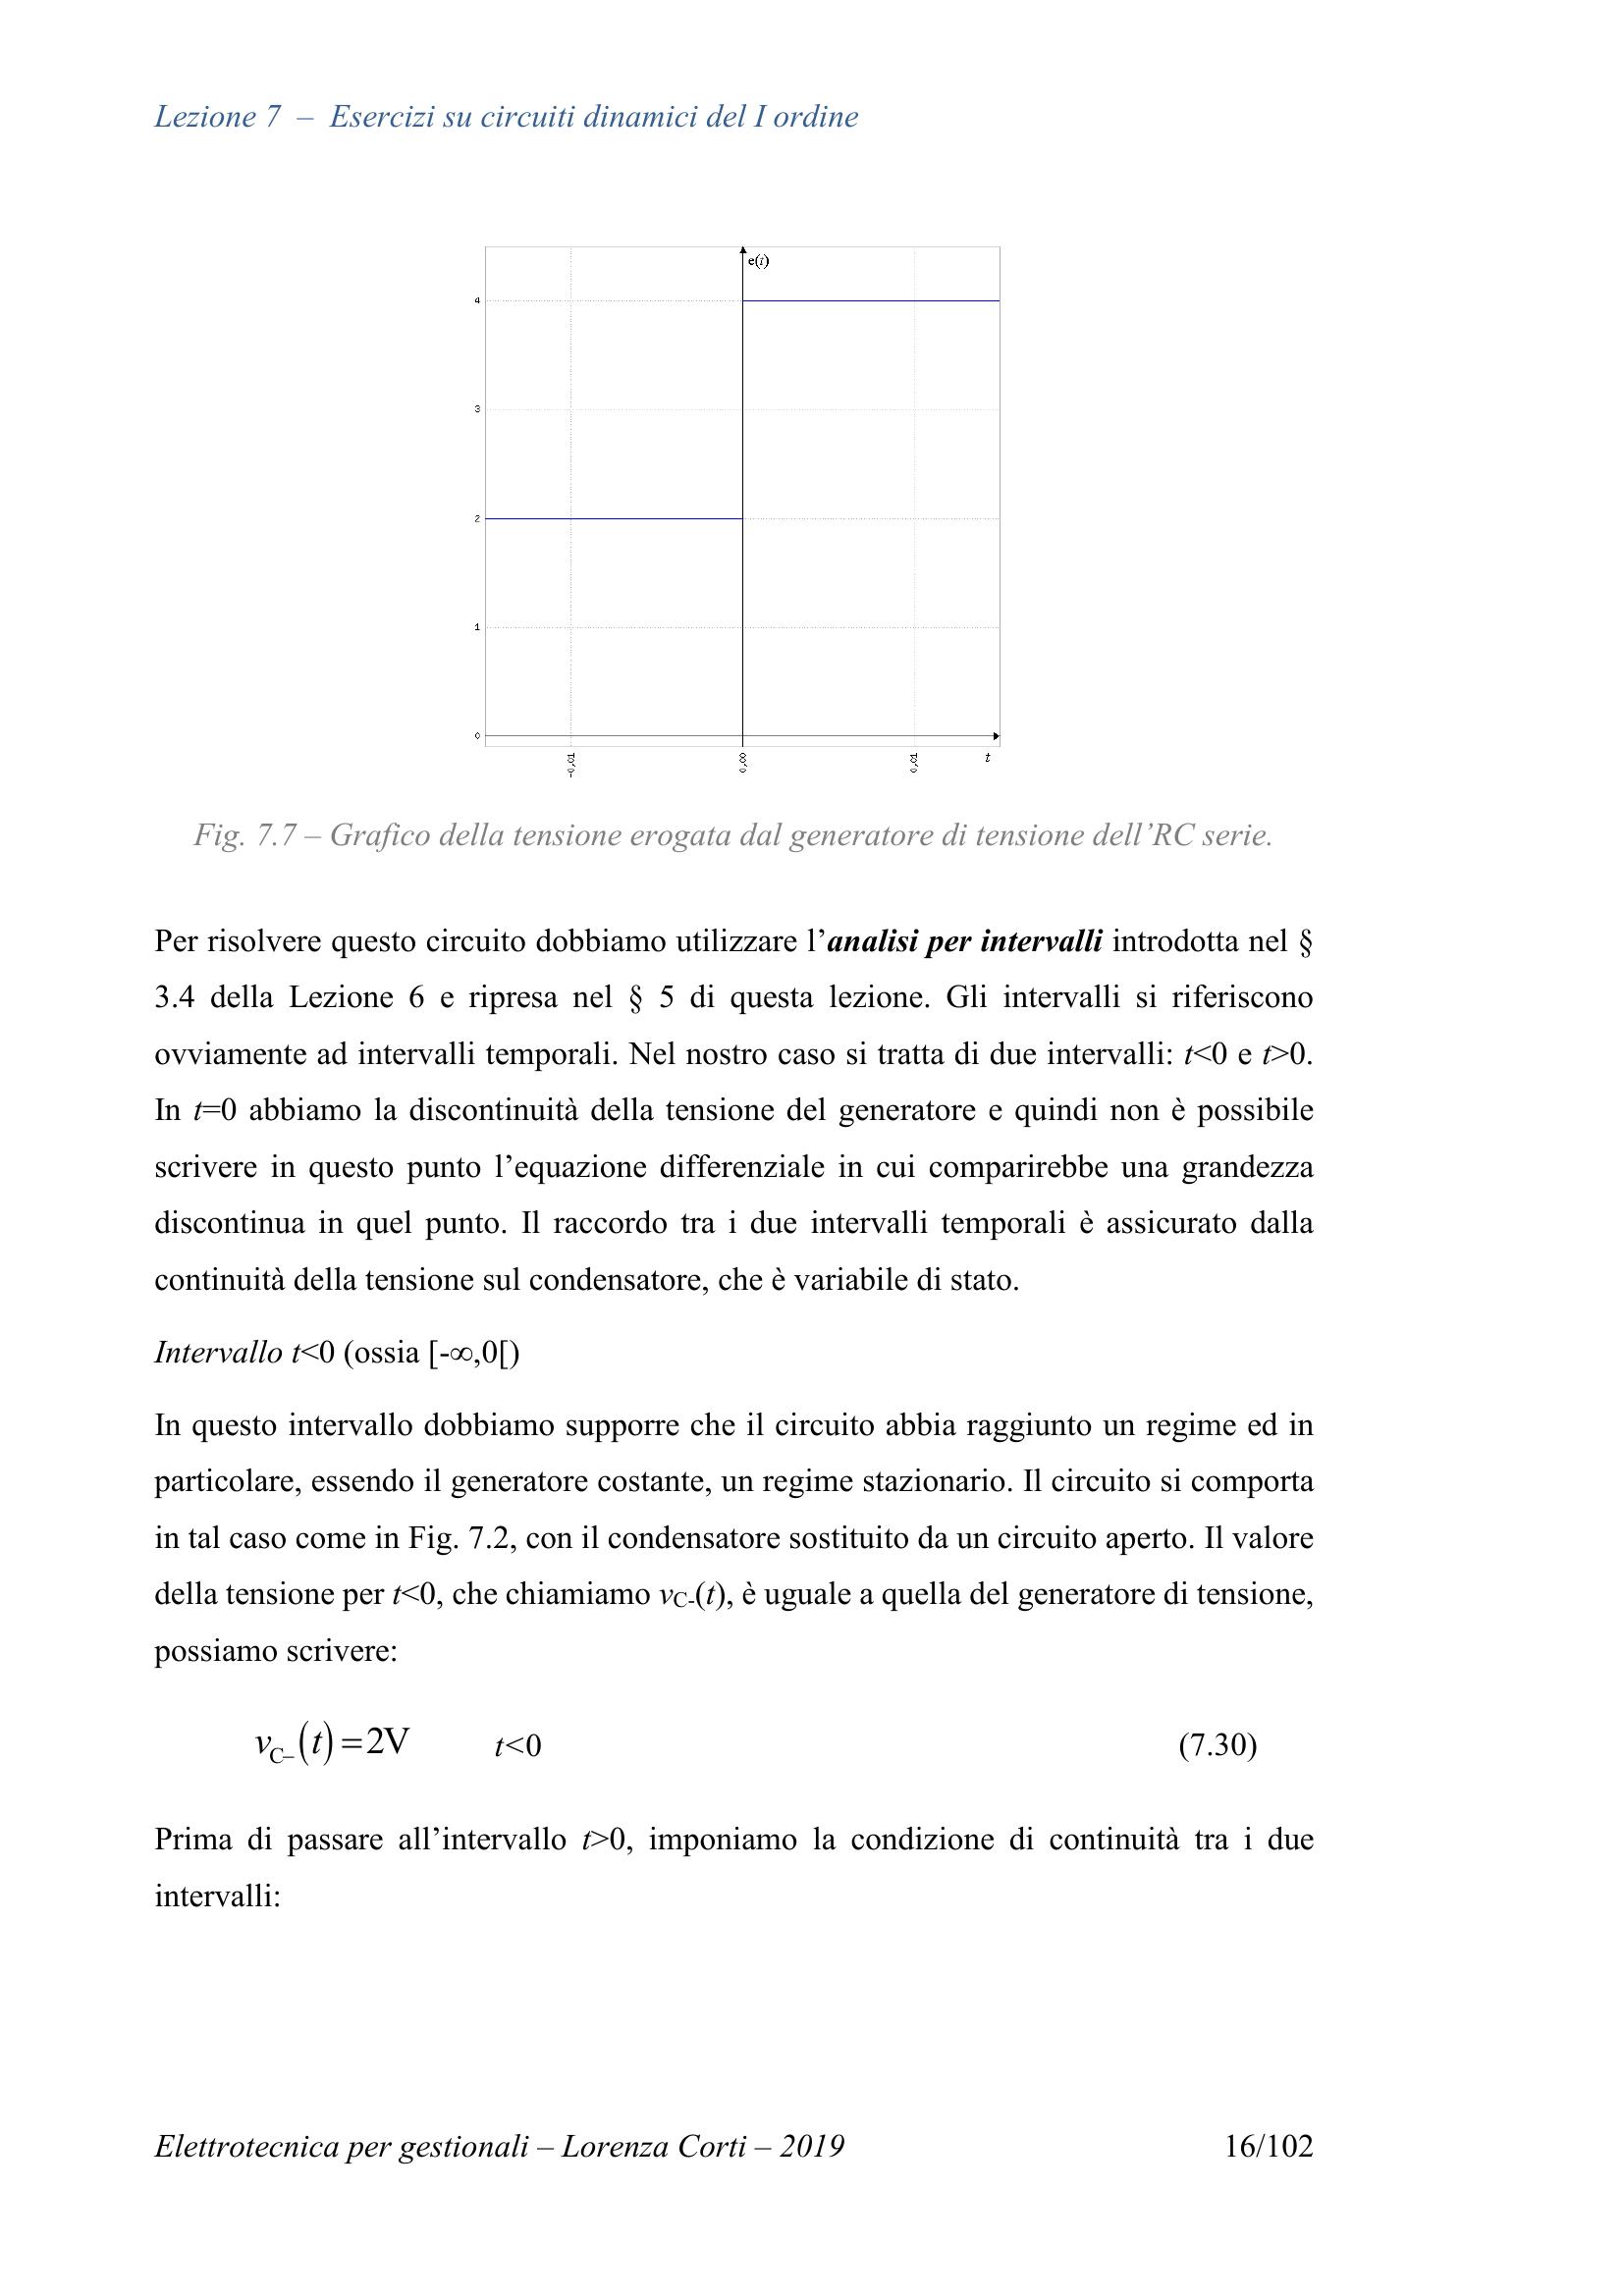 Lezione 7 – Esercizi su circuiti dinamici del I ordine
e(i)
4
3
2
1
0
-0,01
0,00
0,01
t
Fig. 7.7 – Grafico della tensione erogata dal generatore di tensione dell’RC serie.
Per risolvere questo circuito dobbiamo utilizzare l’analisi per intervalli introdotta nel §
3.4 della Lezione 6 e ripresa nel § 5 di questa lezione. Gli intervalli si riferiscono
ovviamente ad intervalli temporali. Nel nostro caso si tratta di due intervalli: t<0 e t>0.
In t=0 abbiamo la discontinuità della tensione del generatore e quindi non è possibile
scrivere in questo punto l’equazione differenziale in cui comparirebbe una grandezza
discontinua in quel punto. Il raccordo tra i due intervalli temporali è assicurato dalla
continuità della tensione sul condensatore, che è variabile di stato.
Intervallo t<0 (ossia [-∞,0[)
In questo intervallo dobbiamo supporre che il circuito abbia raggiunto un regime ed in
particolare, essendo il generatore costante, un regime stazionario. Il circuito si comporta
in tal caso come in Fig. 7.2, con il condensatore sostituito da un circuito aperto. Il valore
della tensione per t<0, che chiamiamo vC-(t), è uguale a quella del generatore di tensione,
possiamo scrivere:
vC–(t)=2V t<0 (7.30)
Prima di passare all’intervallo t>0, imponiamo la condizione di continuità tra i due
intervalli:
Elettrotecnica per gestionali – Lorenza Corti – 2019 16/102